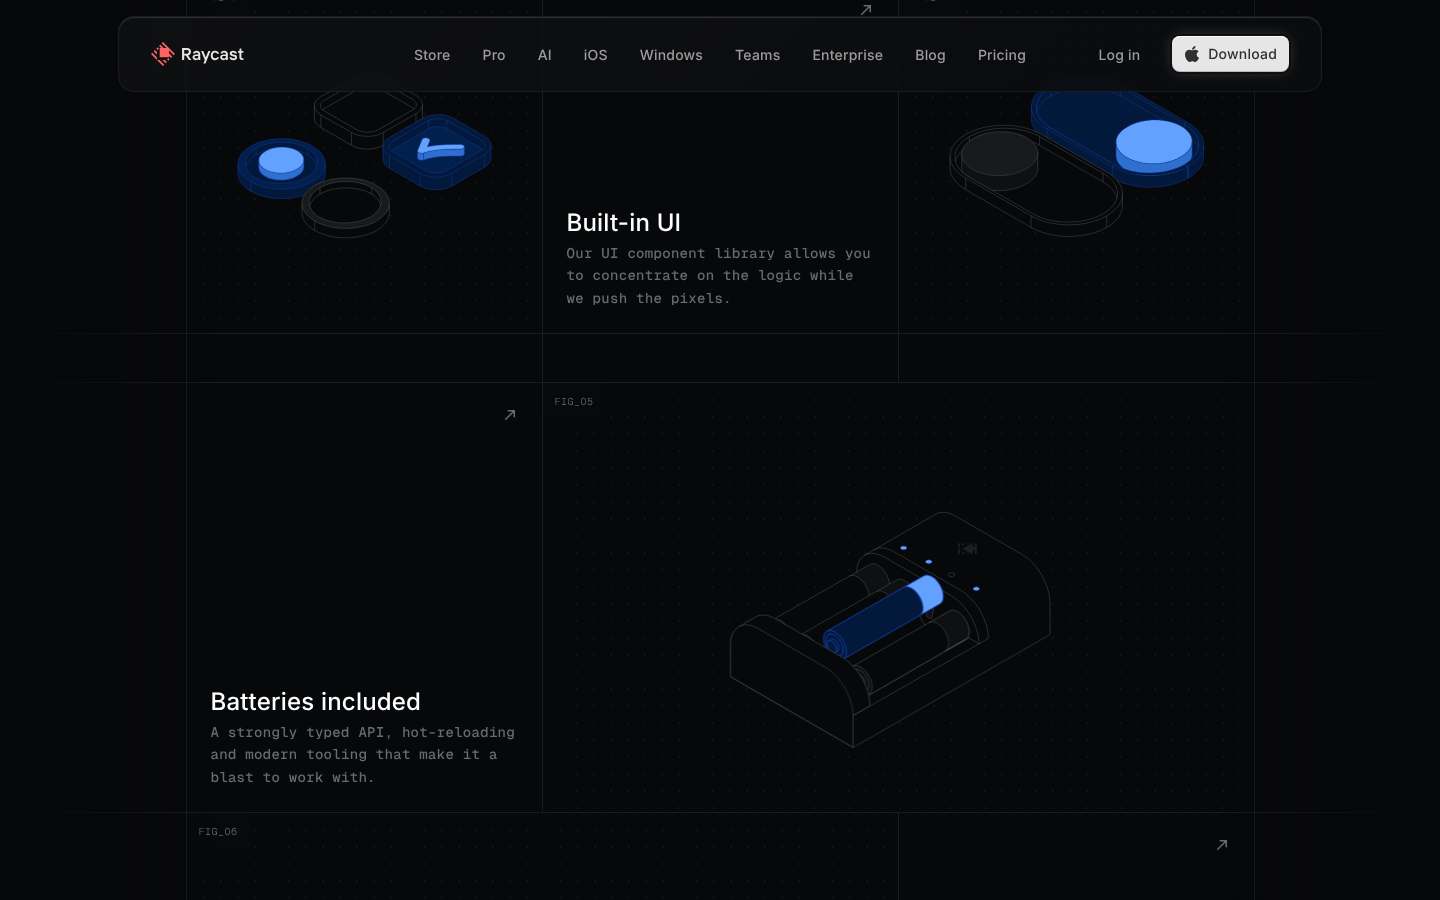 Raycast
Store
Pro
AI
iOS
Windows
Teams
Enterprise
Blog
Pricing
Log in
Download
Built-in UI
Our UI component library allows you
to concentrate on the logic while
we push the pixels.
FIG_05
Batteries included
A strongly typed API, hot-reloading
and modern tooling that make it a
blast to work with.
FIG_06